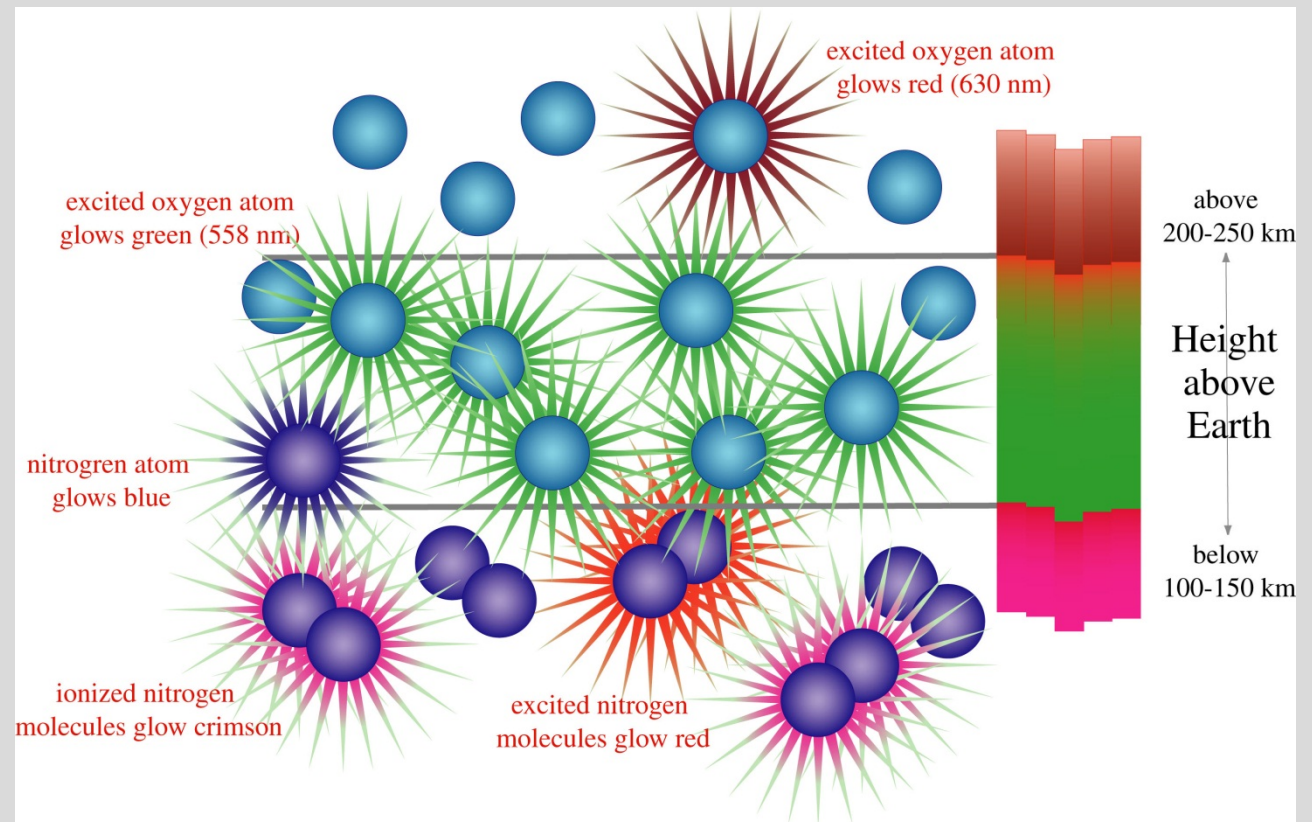 excited oxygen atom
glows red (630 nm)
excited oxygen atom
glows green (558 nm)
above
200-250 km
Height
above
Earth
nitrogren atom
glows blue
below
100-150 km
ionized nitrogen
molecules glow crimson
excited nitrogen
molecules glow red